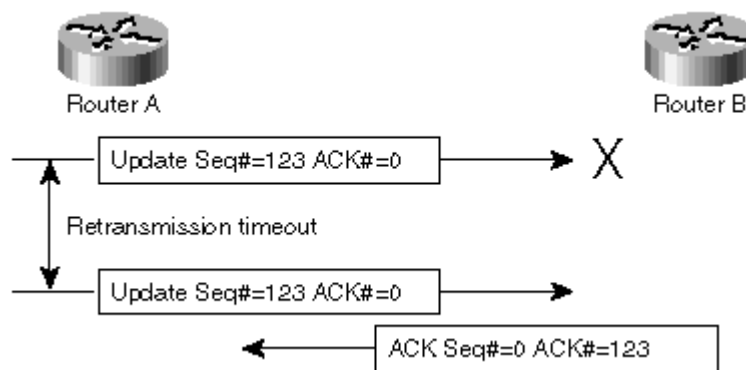 Router A
Router B
Update Seq#=123 ACK#=0
X
Retransmission timeout
Update Seq#=123 ACK#=0
ACK Seq#=0 ACK#=123